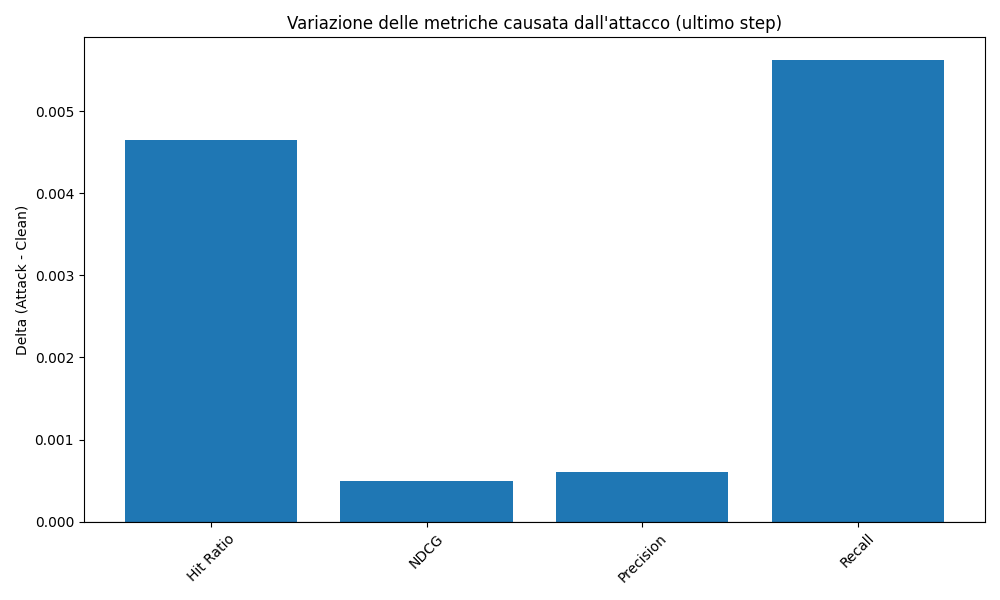 Variazione delle metriche causata dall'attacco (ultimo step)
Delta (Attack - Clean)
0.005
0.004
0.003
0.002
0.001
0.000
Hit Ratio
NDCG
Precision
Recall